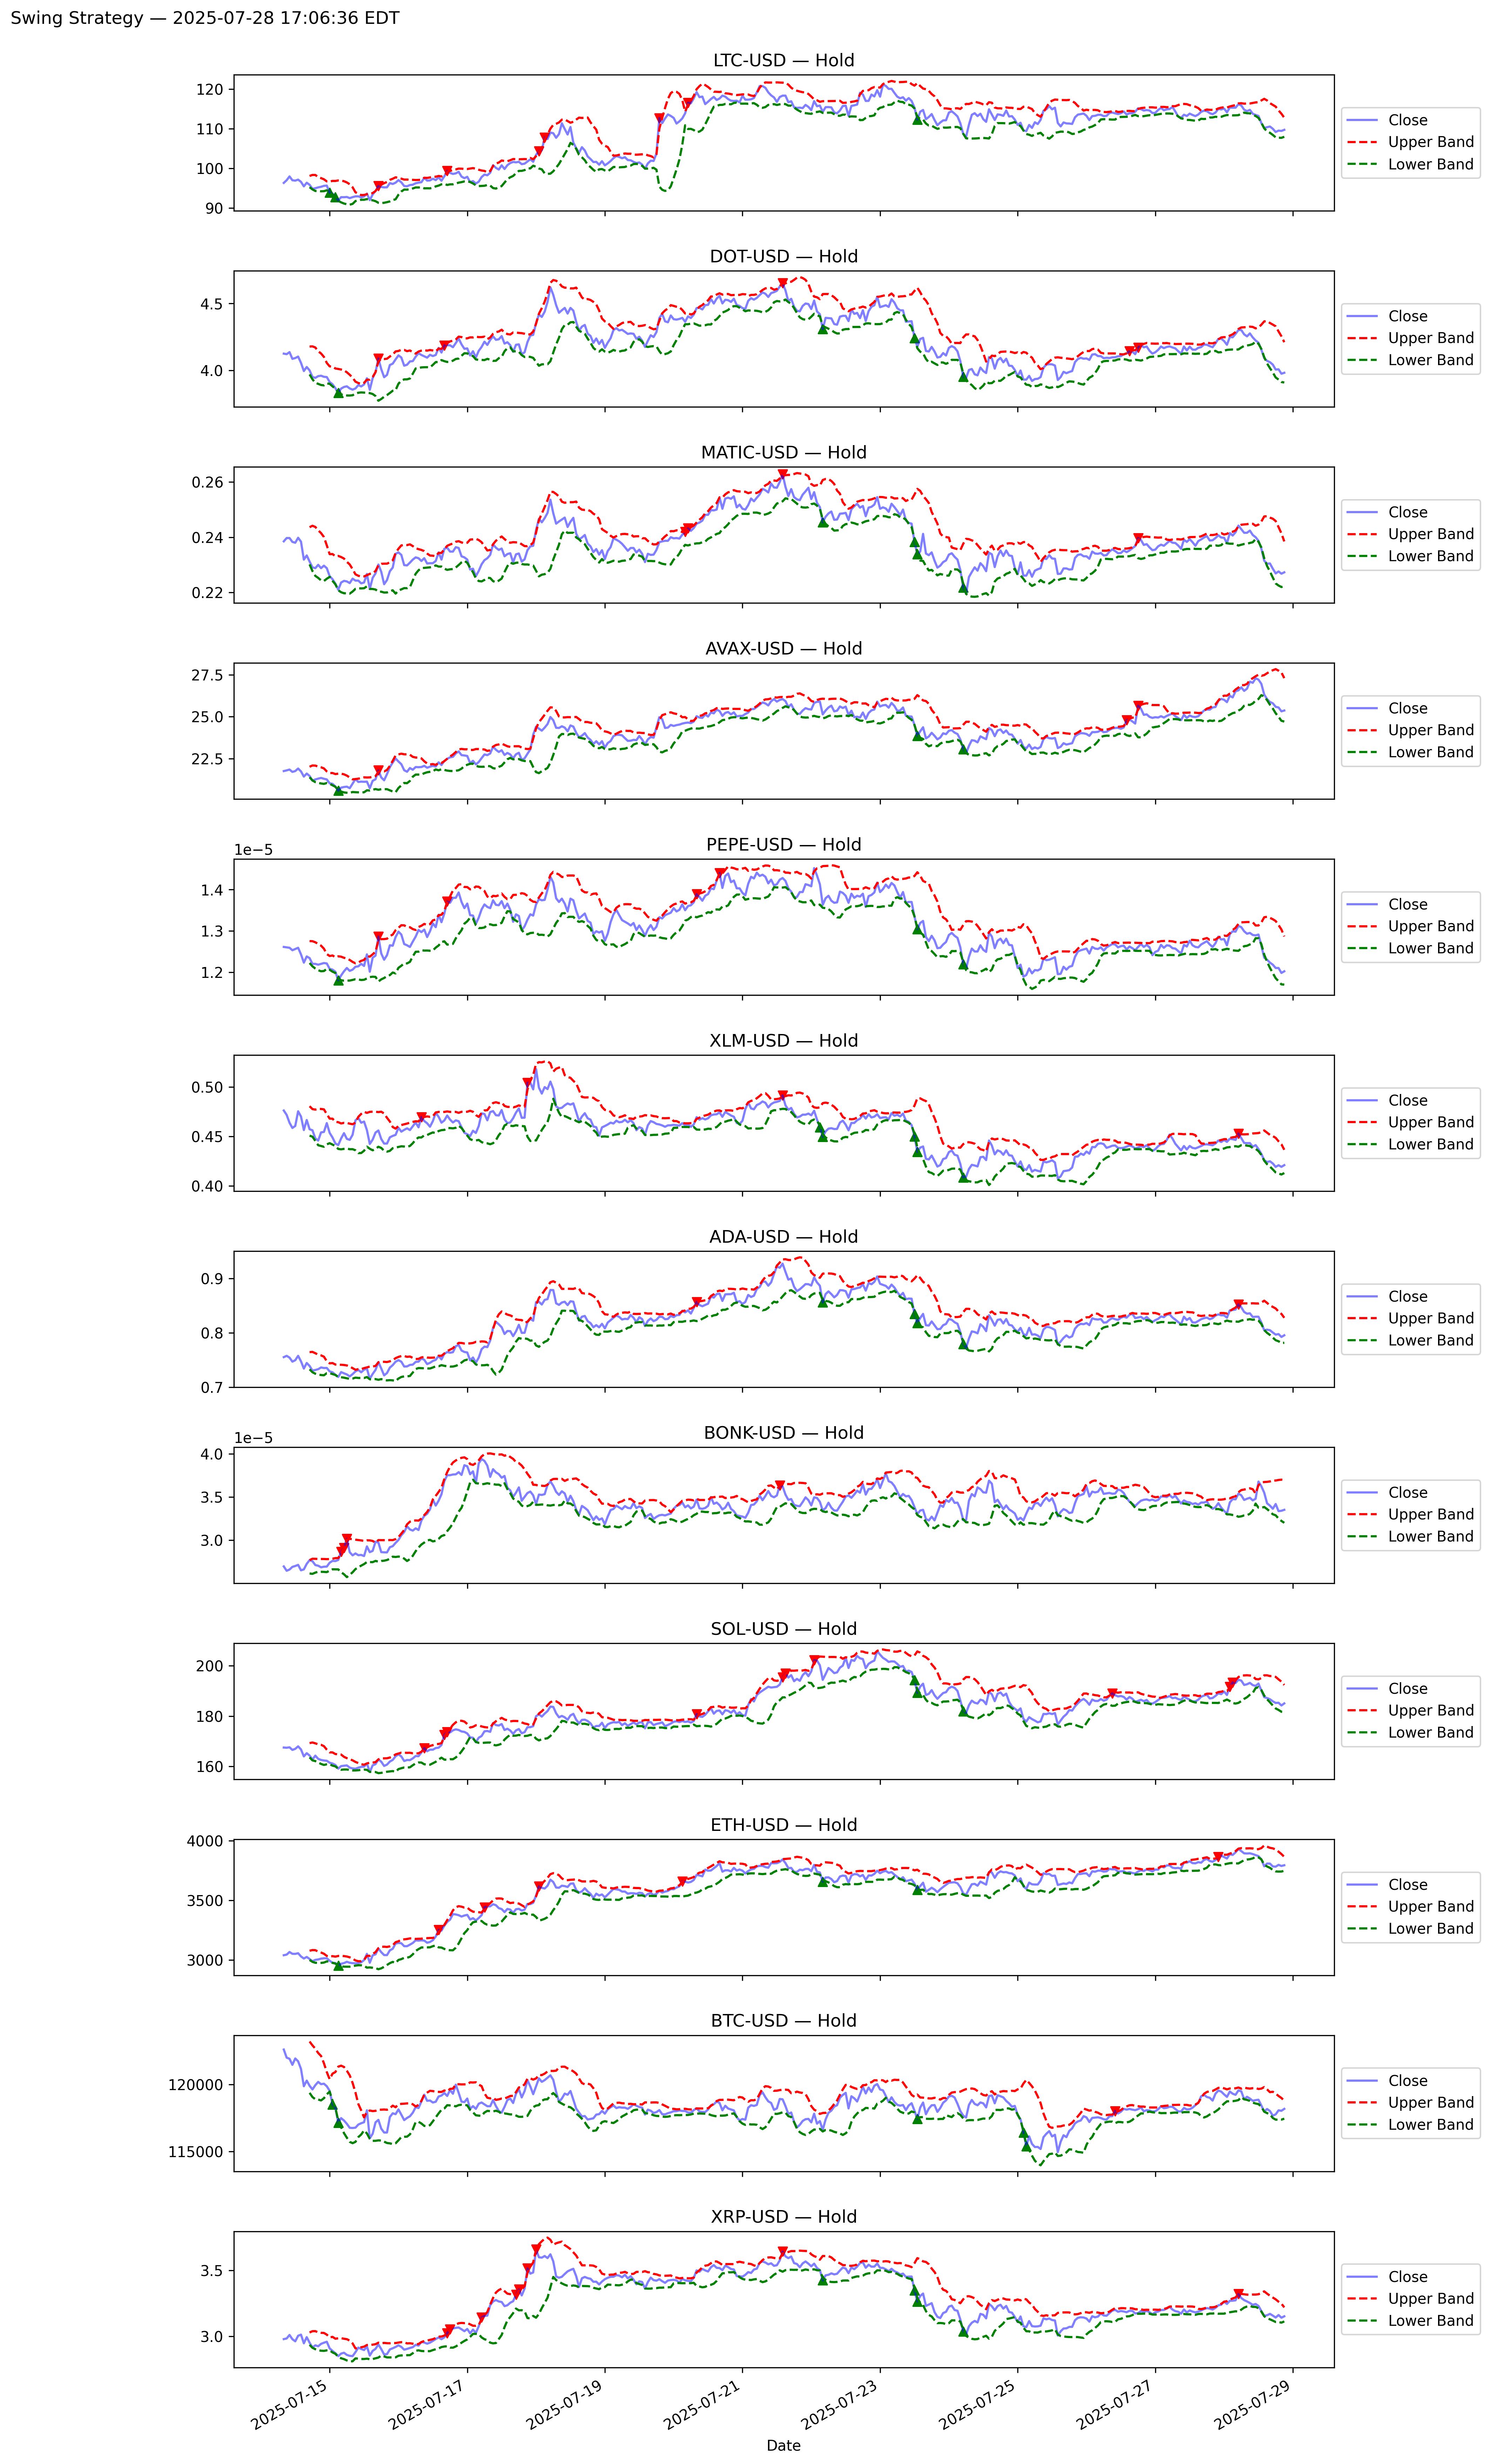 Swing Strategy — 2025-07-28 17:06:36 EDT
LTC-USD — Hold
120
110
100
90
Close
Upper Band
Lower Band
DOT-USD — Hold
4.5
4.0
Close
Upper Band
Lower Band
MATIC-USD — Hold
0.26
0.24
0.22
Close
Upper Band
Lower Band
AVAX-USD — Hold
27.5
25.0
22.5
Close
Upper Band
Lower Band
PEPE-USD — Hold
1e−5
1.4
1.3
1.2
Close
Upper Band
Lower Band
XLM-USD — Hold
0.50
0.45
0.40
Close
Upper Band
Lower Band
ADA-USD — Hold
0.9
0.8
0.7
Close
Upper Band
Lower Band
BONK-USD — Hold
1e−5
4.0
3.5
3.0
Close
Upper Band
Lower Band
SOL-USD — Hold
200
180
160
Close
Upper Band
Lower Band
ETH-USD — Hold
4000
3500
3000
Close
Upper Band
Lower Band
BTC-USD — Hold
120000
115000
Close
Upper Band
Lower Band
XRP-USD — Hold
3.5
3.0
Close
Upper Band
Lower Band
2025-07-15
2025-07-17
2025-07-19
2025-07-21
2025-07-23
2025-07-25
2025-07-27
2025-07-29
Date